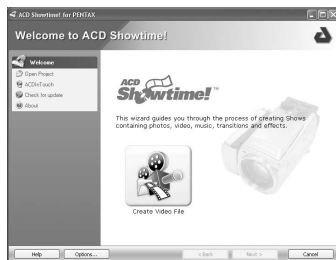 ACD Showtime! for PENTAX
Welcome to ACD Showtime!
Welcome
Open Project
ACDInTouch
Check for update
About
ACD
Showtime!™
This wizard guides you through the process of creating Shows
containing photos, video, music, transitions and effects.
Create Video File
Help
Options...
< Back
Next >
Cancel